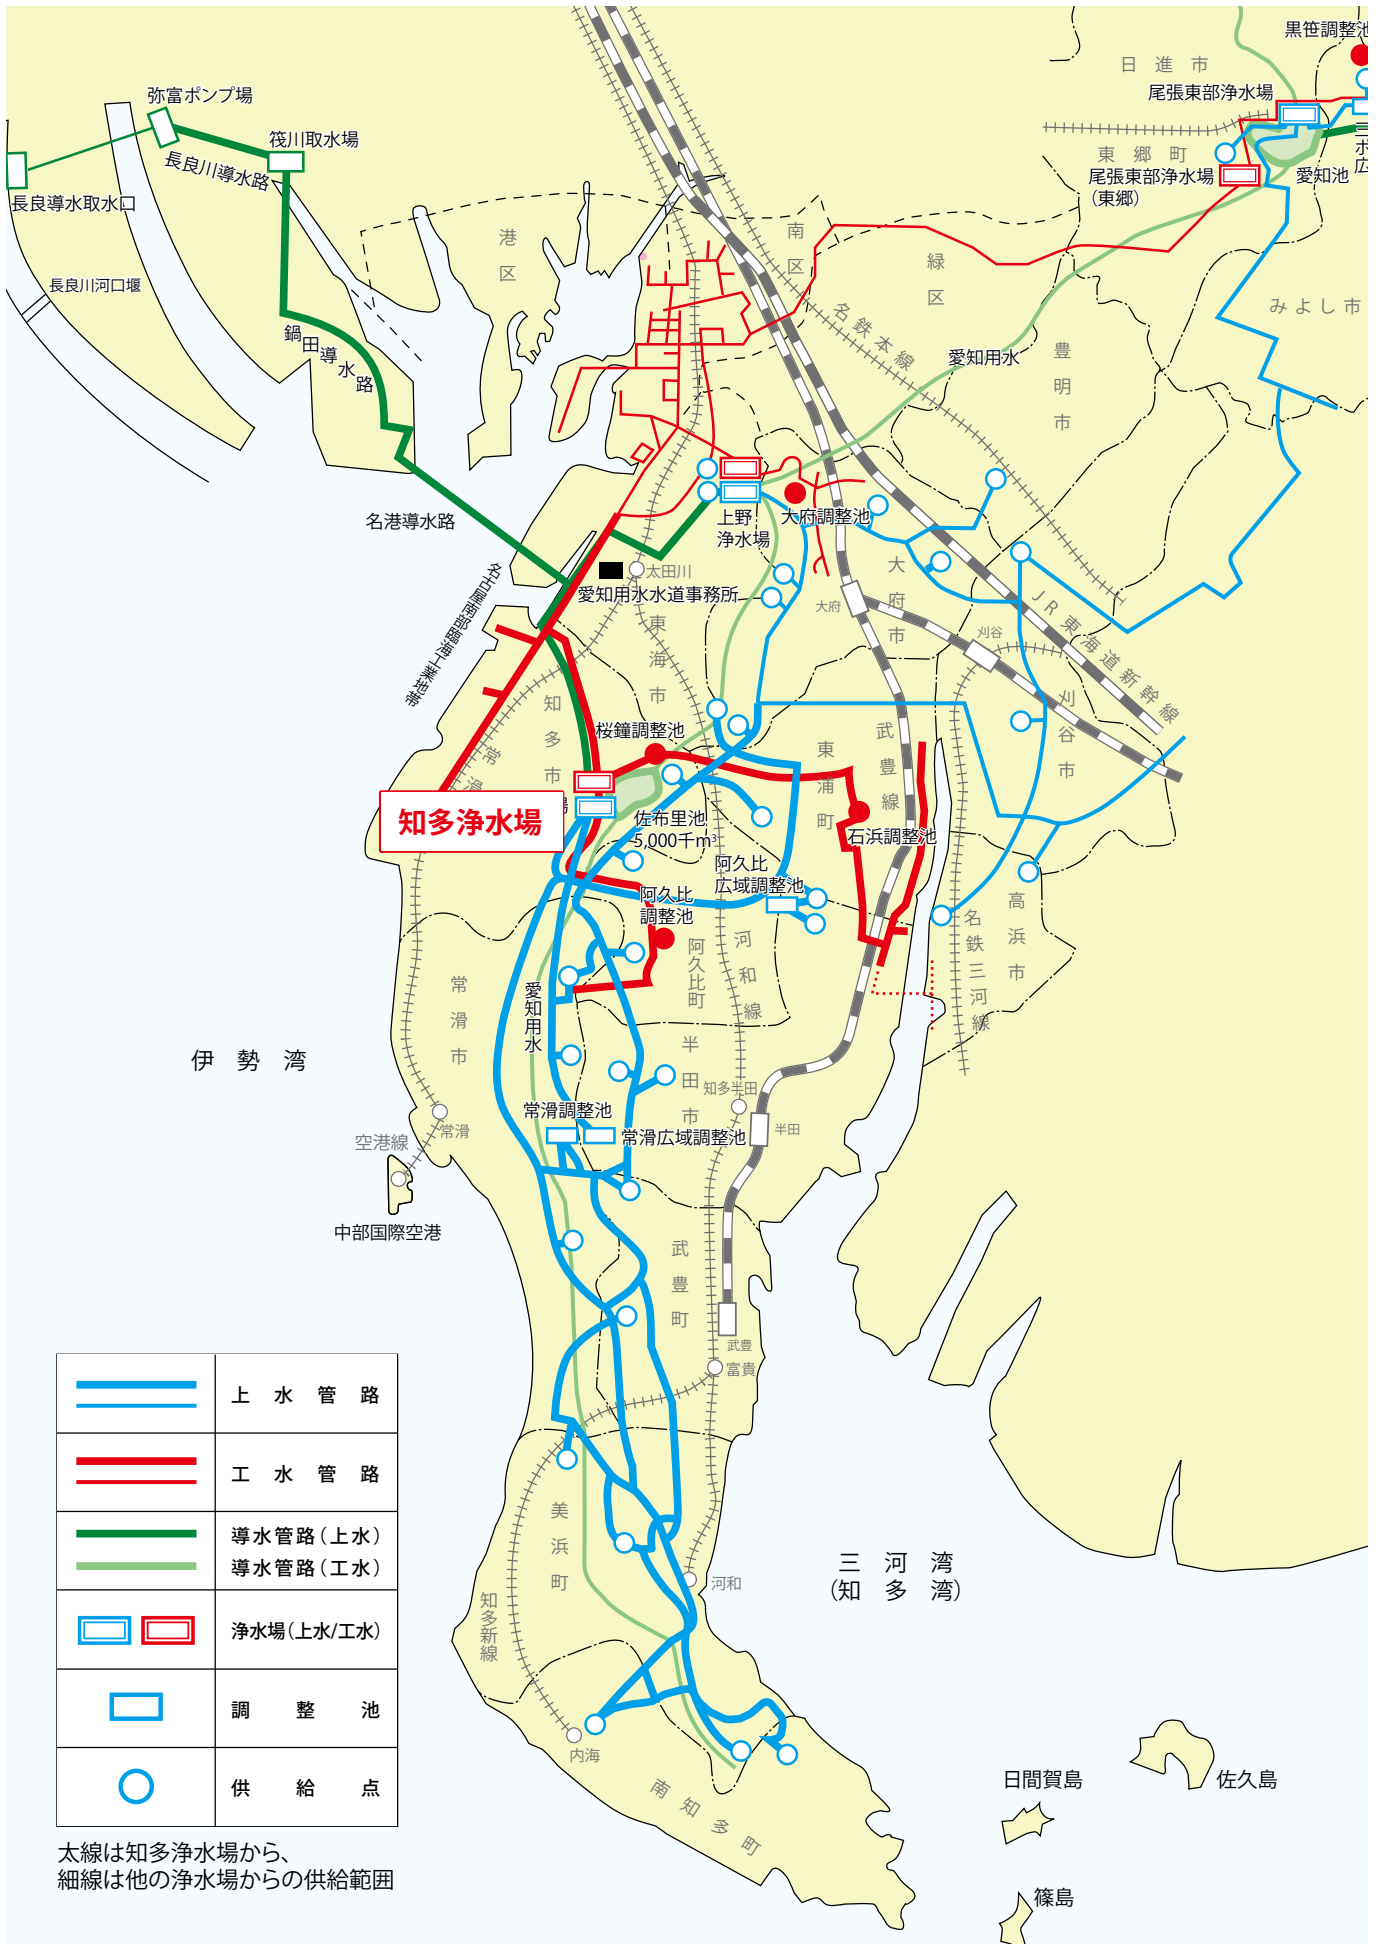 黒笹調整池
日進市
尾張東部浄水場
弥富ポンプ場
筏川取水場
長良川導水路
東郷町
尾張東部浄水場
（東郷）
愛知池
長良導水取水口
港区
南区
緑区
長良川河口堰
みよし市
鍋田導水路
名鉄本線
愛知用水
豊明市
名港導水路
上野
浄水場
大府調整池
太田川
愛知用水水道事務所
大府市
大府
JR東海道新幹線
刈谷
名古屋南部臨海工業地帯
東海市
知多市
刈谷市
桜鐘調整池
武豊線
東浦町
常滑
知多浄水場
佐布里池
5,000千m³
石浜調整池
阿久比
広域調整池
阿久比
調整池
高浜市
名鉄三河線
阿久比町
河和線
常滑市
愛知用水
伊勢湾
半田市
知多半田
半田
常滑調整池
常滑広域調整池
空港線
常滑
中部国際空港
武豊町
武豊
富貴
上水管路
工水管路
導水管路（上水）
導水管路（工水）
浄水場（上水/工水）
調整池
供給点
太線は知多浄水場から、
細線は他の浄水場からの供給範囲
美浜町
知多新線
河和
三河湾
（知多湾）
内海
南知多町
日間賀島
佐久島
篠島